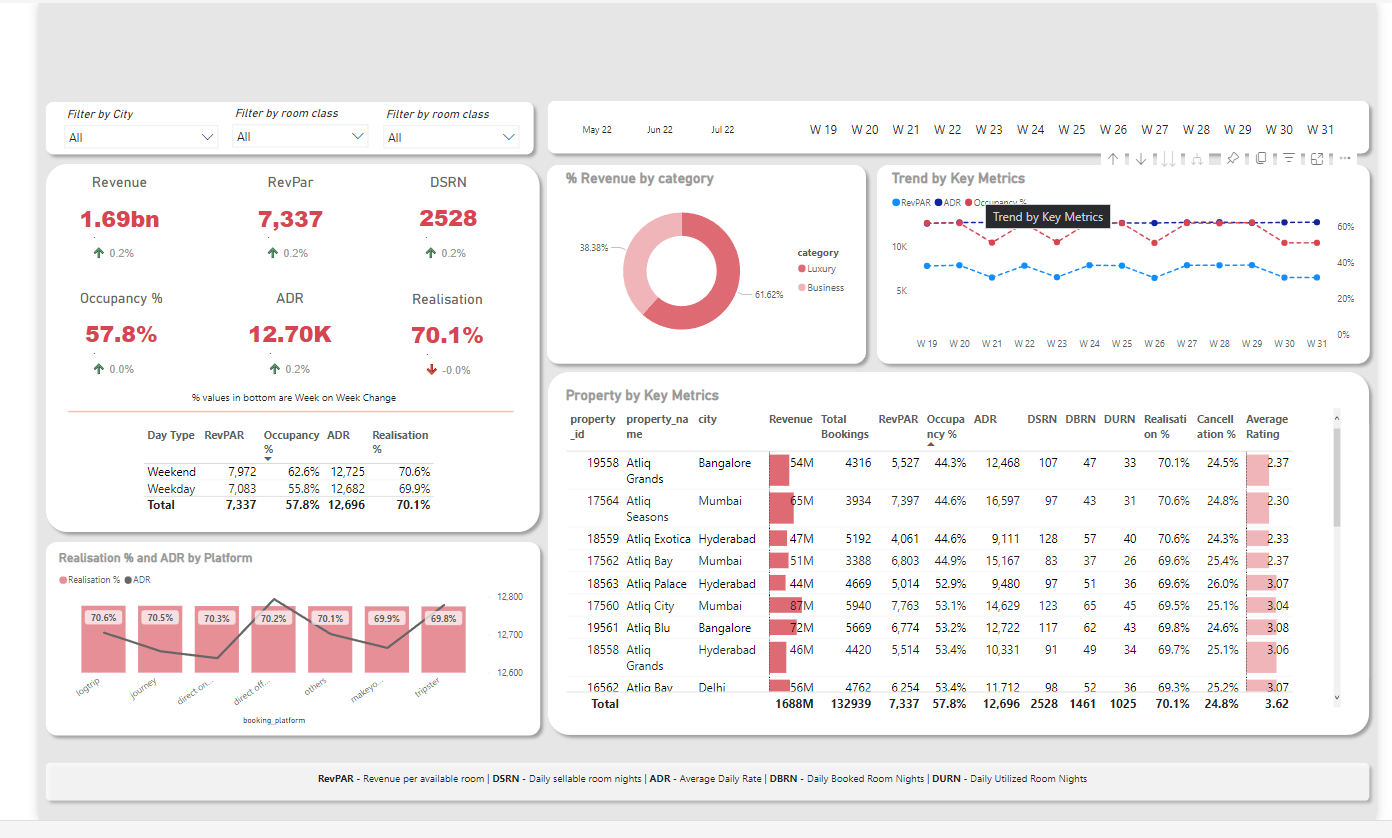 Filter by City
Filter by room class
Filter by room class
All
All
All
May 22 Jun 22 Jul 22
W 19 W 20 W 21 W 22 W 23 W 24 W 25 W 26 W 27 W 28 W 29 W 30 W 31
Revenue RevPar DSRN
1.69bn 7,337 2528
0.2% 0.2% 0.2%
Occupancy % ADR Realisation
57.8% 12.70K 70.1%
0.0% 0.2% -0.0%
% values in bottom are Week on Week Change
Day Type RevPAR Occupancy % ADR Realisation %
Weekend 7,972 62.6% 12,725 70.6%
Weekday 7,083 55.8% 12,682 69.9%
Total 7,337 57.8% 12,696 70.1%
% Revenue by category
38.38%
61.62%
category
Luxury
Business
Trend by Key Metrics
RevPAR ADR Occupancy %
Trend by Key Metrics
10K
5K
60%
40%
20%
0%
W 19 W 20 W 21 W 22 W 23 W 24 W 25 W 26 W 27 W 28 W 29 W 30 W 31
Realisation % and ADR by Platform
Realisation % ADR
70.6% 70.5% 70.3% 70.2% 70.1% 69.9% 69.8%
12,800
12,700
12,600
logtrip journey direct on... direct off... others makeyo... tripster
booking_platform
Property by Key Metrics
property property_na city Revenue Total RevPAR Occupa ADR DSRN DBRN DURN Realisati Cancell Average
_id me Bookings ncy % on % ation % Rating
19558 Atliq Bangalore 54M 4316 5,527 44.3% 12,468 107 47 33 70.1% 24.5% 2.37
Grands
17564 Atliq Mumbai 65M 3934 7,397 44.6% 16,597 97 43 31 70.6% 24.8% 2.30
Seasons
18559 Atliq Exotica Hyderabad 47M 5192 4,061 44.6% 9,111 128 57 40 70.6% 24.3% 2.33
17562 Atliq Bay Mumbai 51M 3388 6,803 44.9% 15,167 83 37 26 69.6% 25.4% 2.37
18563 Atliq Palace Hyderabad 44M 4669 5,014 52.9% 9,480 97 51 36 69.6% 26.0% 3.07
17560 Atliq City Mumbai 87M 5940 7,763 53.1% 14,629 123 65 45 69.5% 25.1% 3.04
19561 Atliq Blu Bangalore 72M 5669 6,774 53.2% 12,722 117 62 43 69.8% 24.6% 3.08
18558 Atliq Hyderabad 46M 4420 5,514 53.4% 10,331 91 49 34 69.7% 25.1% 3.06
Grands
16562 Atliq Bay Delhi 56M 4762 6,254 53.4% 11,712 98 52 36 69.3% 25.2% 3.07
Total 1688M 132939 7,337 57.8% 12,696 2528 1461 1025 70.1% 24.8% 3.62
RevPAR - Revenue per available room | DSRN - Daily sellable room nights | ADR - Average Daily Rate | DBRN - Daily Booked Room Nights | DURN - Daily Utilized Room Nights